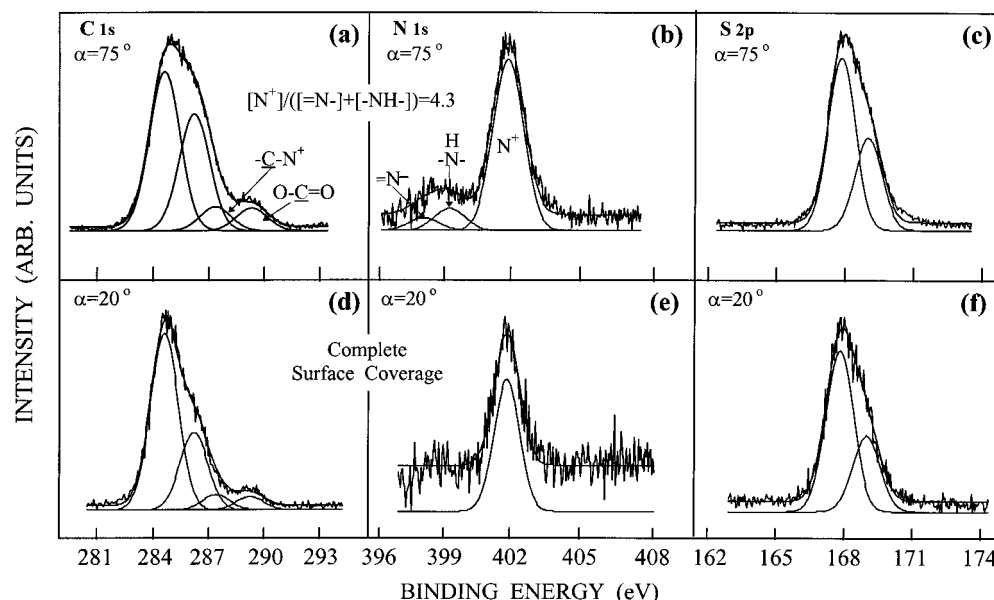 C 1s
α=75 °
(a)
N 1s
α=75 °
(b)
S 2p
α=75 °
(c)
[N⁺]/([=N-]+[-NH-])=4.3
-C-N⁺
O-C=O
=N-
H
-N-
N⁺
α=20 °
(d)
Complete
Surface Coverage
α=20 °
(e)
α=20 °
(f)
INTENSITY (ARB. UNITS)
281 284 287 290 293 396 399 402 405 408 162 165 168 171 174
BINDING ENERGY (eV)